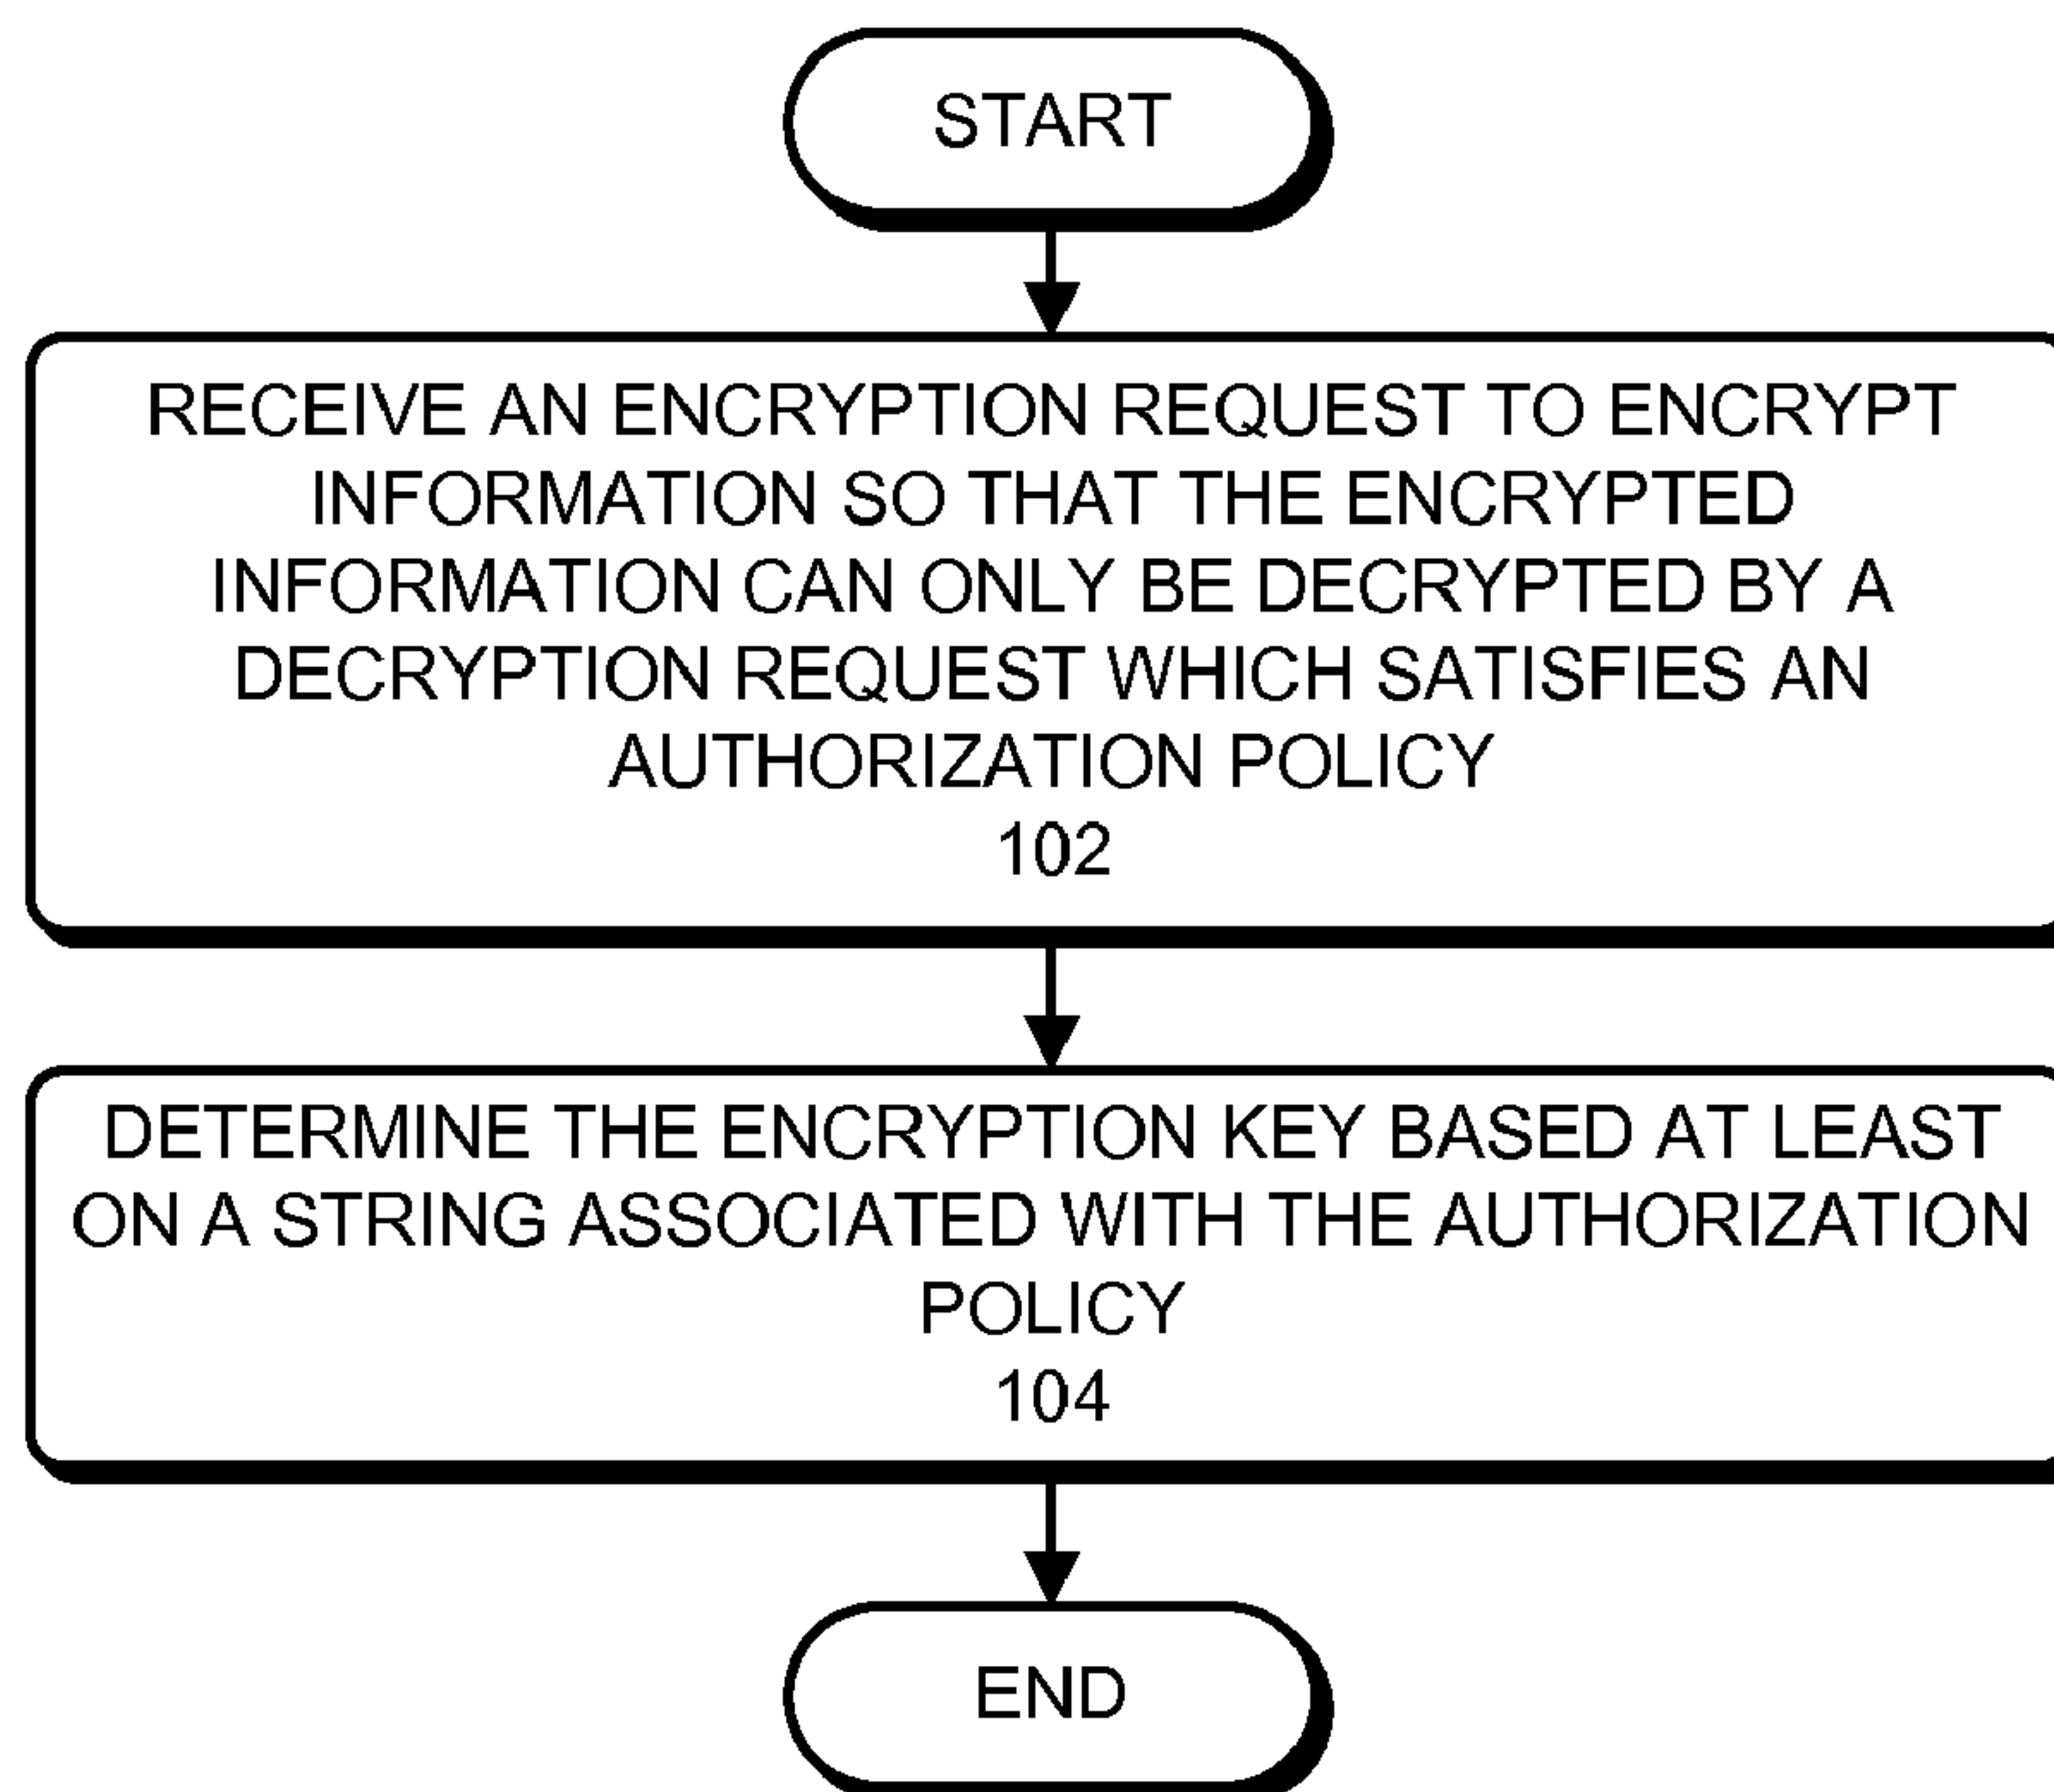 START
RECEIVE AN ENCRYPTION REQUEST TO ENCRYPT
INFORMATION SO THAT THE ENCRYPTED
INFORMATION CAN ONLY BE DECRYPTED BY A
DECRYPTION REQUEST WHICH SATISFIES AN
AUTHORIZATION POLICY
102
DETERMINE THE ENCRYPTION KEY BASED AT LEAST
ON A STRING ASSOCIATED WITH THE AUTHORIZATION
POLICY
104
END